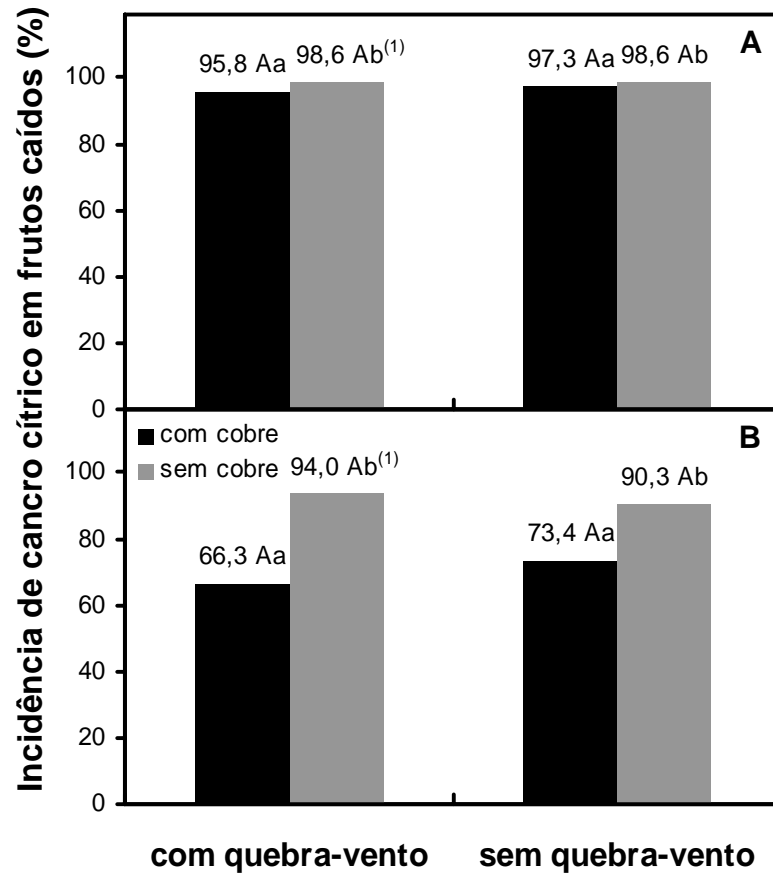 Incidência de cancro cítrico em frutos caídos (%)
A
95,8 Aa
98,6 Ab(1)
97,3 Aa
98,6 Ab
100
80
60
40
20
0
B
com cobre
sem cobre
94,0 Ab(1)
90,3 Ab
66,3 Aa
73,4 Aa
100
80
60
40
20
0
com quebra-vento
sem quebra-vento